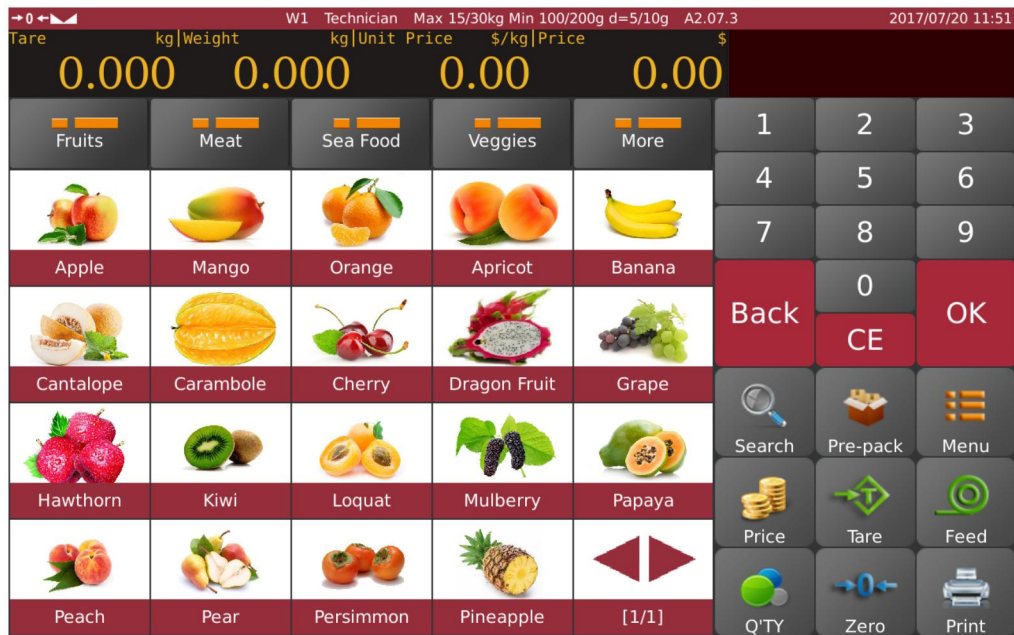 →0← W1 Technician Max 15/30kg Min 100/200g d=5/10g A2.07.3 2017/07/20 11:51
Tare kg|Weight kg|Unit Price $/kg|Price $
0.000 0.000 0.00 0.00
Fruits Meat Sea Food Veggies More
Apple Mango Orange Apricot Banana
Cantalope Carambole Cherry Dragon Fruit Grape
Hawthorn Kiwi Loquat Mulberry Papaya
Peach Pear Persimmon Pineapple [1/1]
1 2 3
4 5 6
7 8 9
Back 0 OK
CE
Search Pre-pack Menu
Price T Tare Feed
Q'TY →0← Zero Print